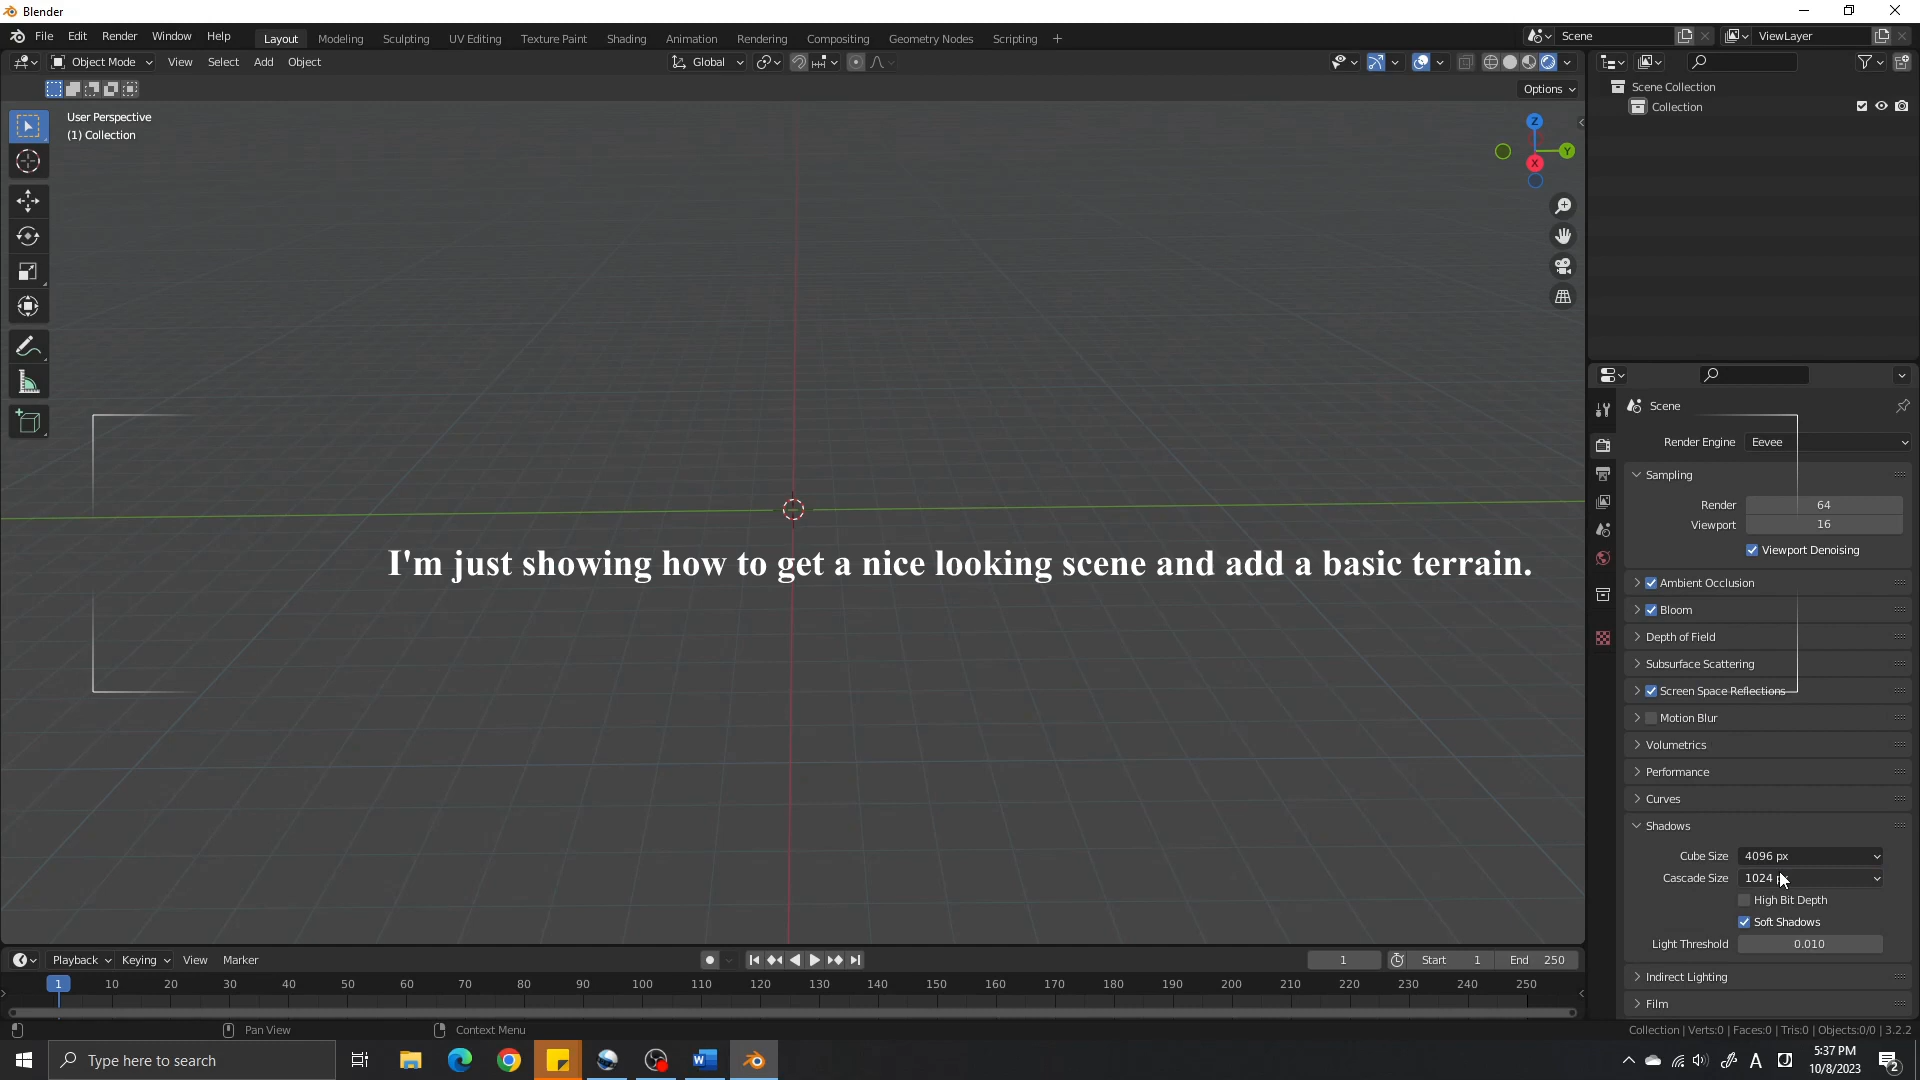 Blender
File Edit Render Window Help
Layout Modeling Sculpting UV Editing Texture Paint Shading Animation Rendering Compositing Geometry Nodes Scripting +
Scene
ViewLayer
Object Mode View Select Add Object
Global
Options
User Perspective
(1) Collection
Z
Y
X
Scene Collection
Collection
Scene
Render Engine Eevee
Sampling
Render 64
Viewport 16
Viewport Denoising
Ambient Occlusion
Bloom
Depth of Field
Subsurface Scattering
Screen Space Reflections
Motion Blur
Volumetrics
Performance
Curves
Shadows
Cube Size 4096 px
Cascade Size 1024
High Bit Depth
Soft Shadows
Light Threshold 0.010
Indirect Lighting
Film
I'm just showing how to get a nice looking scene and add a basic terrain.
Playback Keying View Marker
1 Start 1 End 250
1 10 20 30 40 50 60 70 80 90 100 110 120 130 140 150 160 170 180 190 200 210 220 230 240 250
Pan View
Context Menu
Collection | Verts:0 | Faces:0 | Tris:0 | Objects:0/0 | 3.2.2
Type here to search
5:37 PM
10/8/2023
2